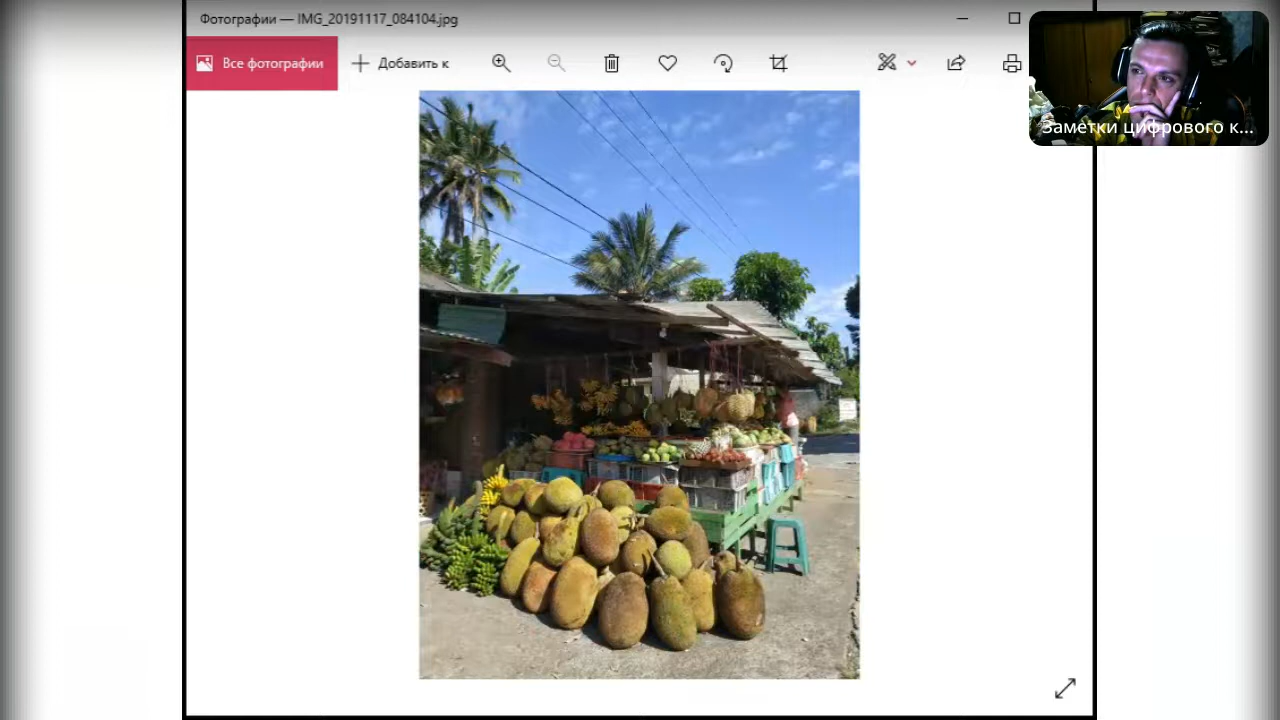 Фотографии — IMG_20191117_084104.jpg
Все фотографии
Добавить к
Заметки цифрового к...